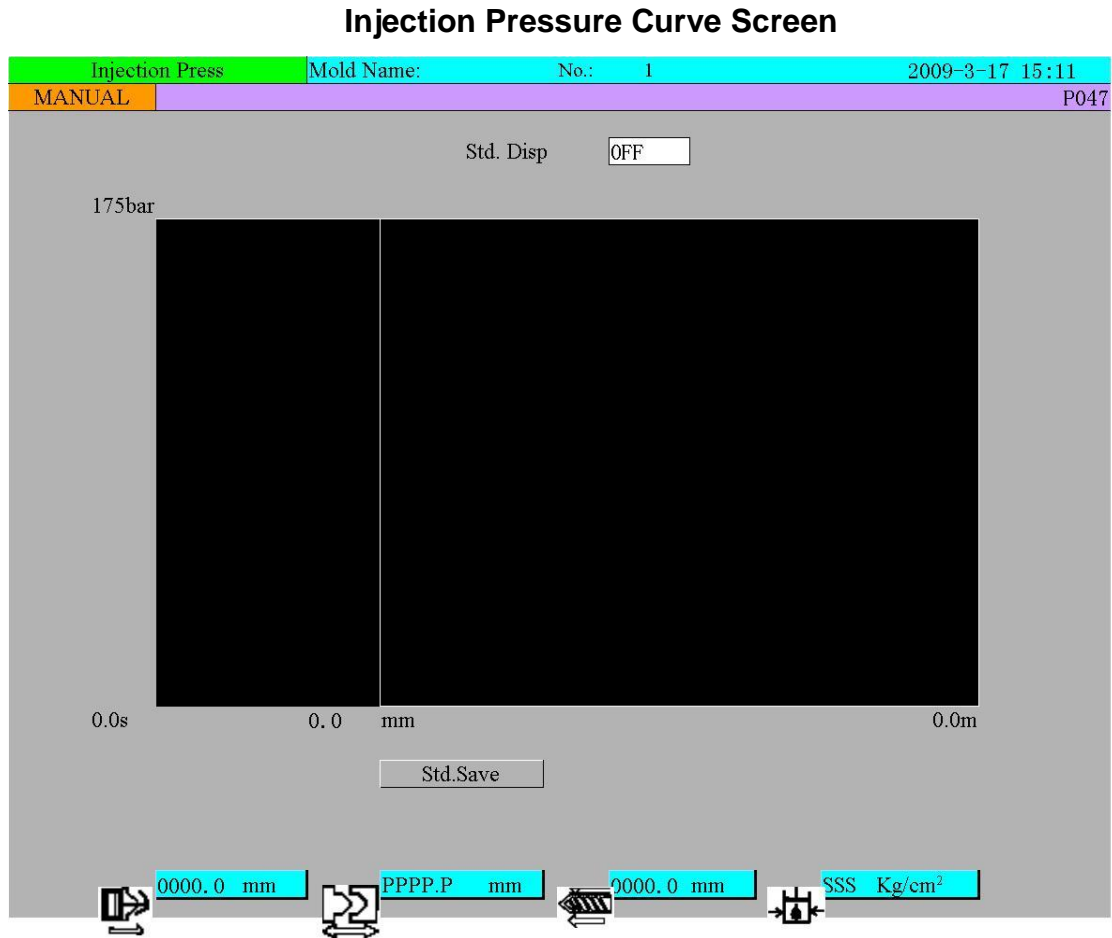 Injection Pressure Curve Screen
Injection Press Mold Name: No.: 1 2009-3-17 15:11
MANUAL P047
Std. Disp OFF
175bar
0.0s 0.0 mm 0.0m
Std.Save
0000.0 mm PPPP.P mm 0000.0 mm SSS Kg/cm²